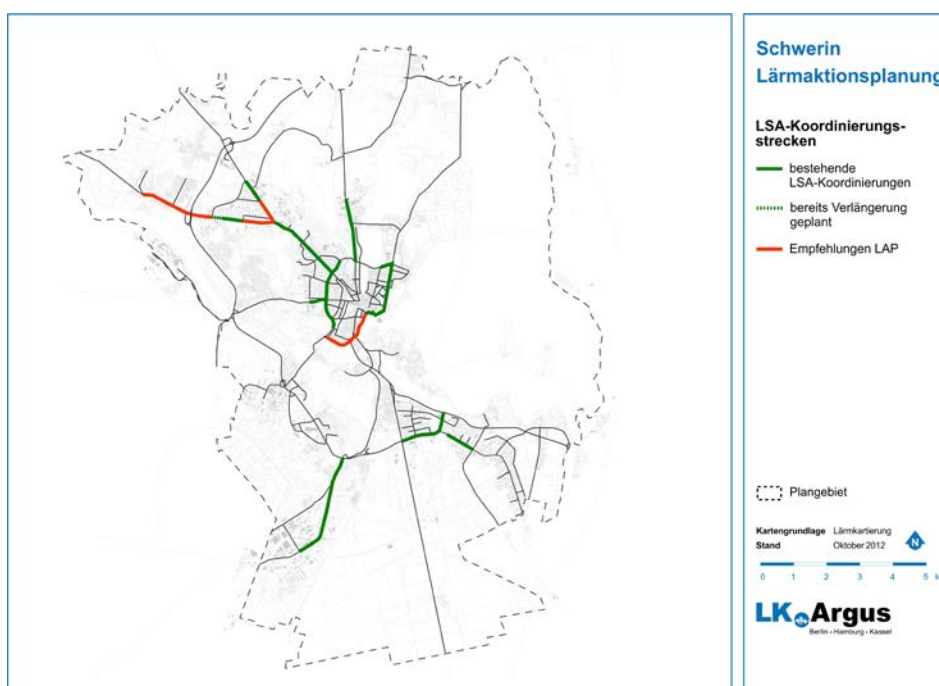 Schwerin
Lärmaktionsplanung
LSA-Koordinierungs-
strecken
bestehende
LSA-Koordinierungen
bereits Verlängerung
geplant
Empfehlungen LAP
Plangebiet
Kartengrundlage Lärmkartierung
Stand Oktober 2012
N
0 1 2 3 4 5 k
LK Argus
Berlin • Hamburg • Kassel